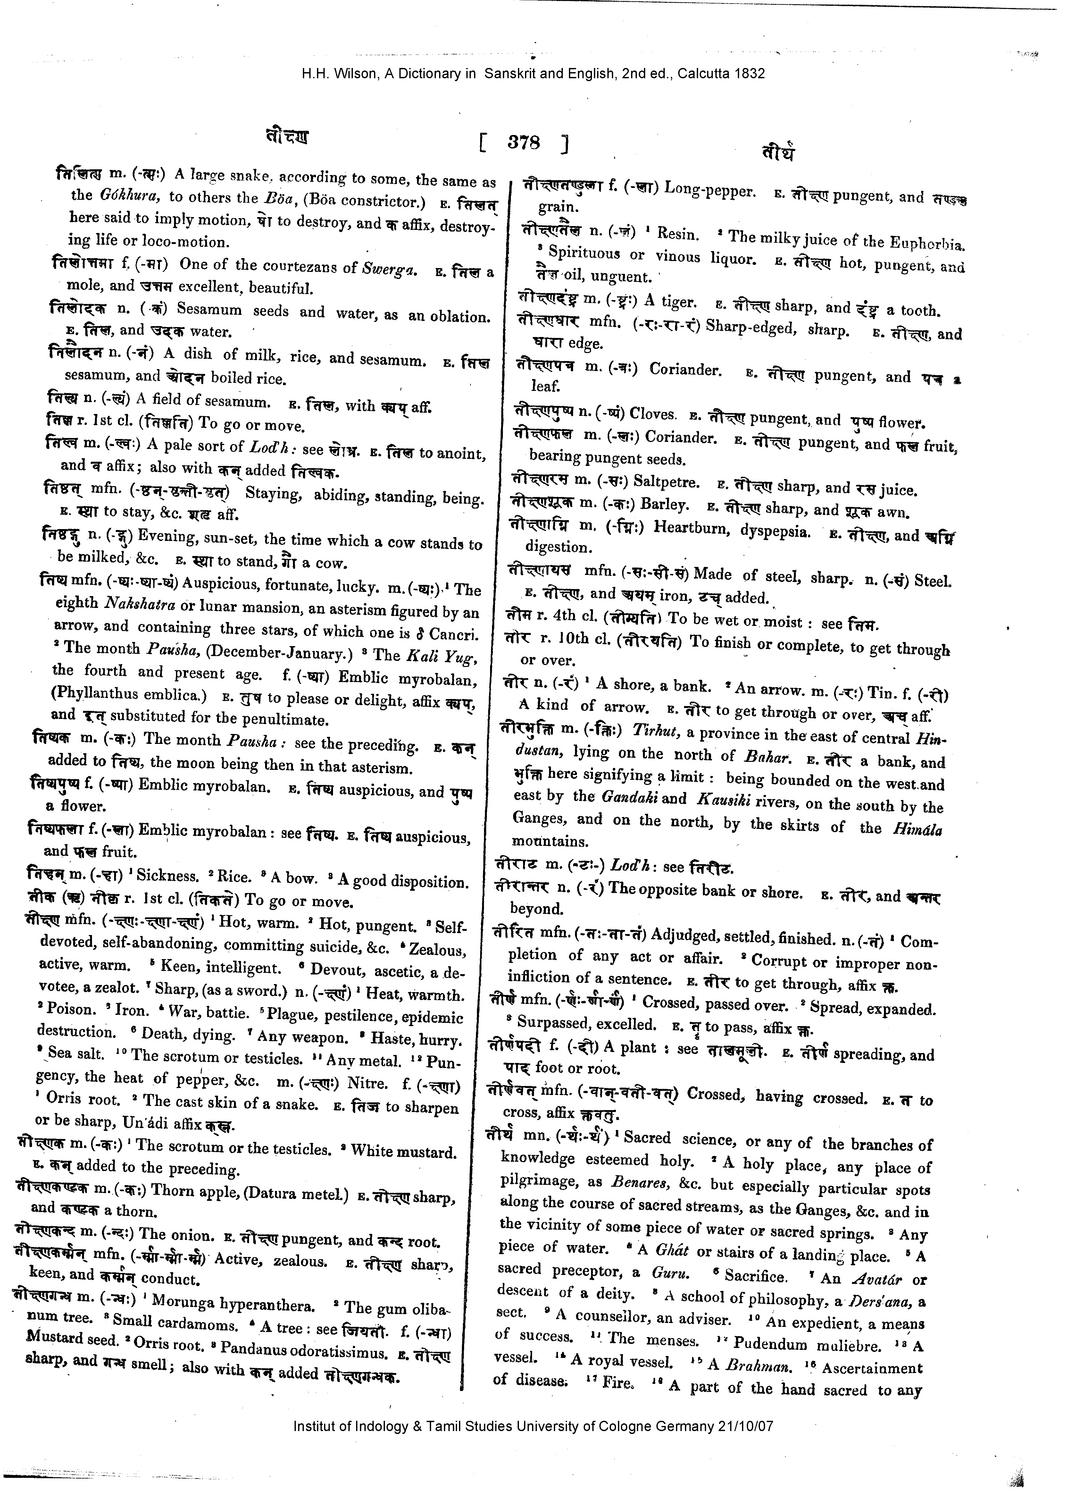 H.H. Wilson, A Dictionary in Sanskrit and English, 2nd ed., Calcutta 1832
तीक्ष्ण
[ 378 ]
तीर्थ
तिलित्स m. (-त्सः) A large snake, according to some, the same as
the Gókhura, to others the Böa, (Böa constrictor.) E. तिलत्
here said to imply motion, षो to destroy, and क affix, destroy-
ing life or loco-motion.
तिलोत्तमा f. (-मा) One of the courtezans of Swerga. E. तिल a
mole, and उत्तम excellent, beautiful.
तिलोदक n. (-कं) Sesamum seeds and water, as an oblation.
E. तिल, and उदक water.
तिलौदन n. (-नं) A dish of milk, rice, and sesamum. E. तिल
sesamum, and ओदन boiled rice.
तिल्य n. (-ल्यं) A field of sesamum. E. तिल, with क्यप् aff.
तिल्ल r. 1st cl. (तिल्लति) To go or move.
तिल्व m. (-ल्वः) A pale sort of Lod'h : see लोध्र. E. तिल to anoint,
and व affix; also with कन् added तिल्वक.
तिष्ठत् mfn. (-ष्ठन्-ष्ठन्ती-ष्ठत्) Staying, abiding, standing, being.
E. स्था to stay, &c. शतृ aff.
तिष्ठद्गु n. (-द्गु) Evening, sun-set, the time which a cow stands to
be milked, &c. E. स्था to stand, गो a cow.
तिष्य mfn. (-ष्यः-ष्या-ष्यं) Auspicious, fortunate, lucky. m. (-ष्यः) ¹ The
eighth Nakshatra or lunar mansion, an asterism figured by an
arrow, and containing three stars, of which one is δ Cancri.
² The month Pausha, (December-January.) ³ The Kali Yug,
the fourth and present age. f. (-ष्या) Emblic myrobalan,
(Phyllanthus emblica.) E. तुष to please or delight, affix क्यप्,
and इत् substituted for the penultimate.
तिष्यक m. (-कः) The month Pausha : see the preceding. E. कन्
added to तिष्य, the moon being then in that asterism.
तिष्यपुष्पा f. (-ष्पा) Emblic myrobalan. E. तिष्य auspicious, and पुष्प
a flower.
तिष्यफला f. (-ला) Emblic myrobalan : see तिष्य. E. तिष्य auspicious,
and फल fruit.
तिहन् m. (-हा) ¹ Sickness. ² Rice. ³ A bow. ³ A good disposition.
तीक (ऋ) तीकृ r. 1st cl. (तिकते) To go or move.
तीक्ष्ण mfn. (-क्ष्णः-क्ष्णा-क्ष्णं) ¹ Hot, warm. ² Hot, pungent. ³ Self-
devoted, self-abandoning, committing suicide, &c. ⁴ Zealous,
active, warm. ⁵ Keen, intelligent. ⁶ Devout, ascetic, a de-
votee, a zealot. ⁷ Sharp, (as a sword.) n. (-क्ष्णं) ¹ Heat, warmth.
² Poison. ³ Iron. ⁴ War, battle. ⁵ Plague, pestilence, epidemic
destruction. ⁶ Death, dying. ⁷ Any weapon. ⁸ Haste, hurry.
⁹ Sea salt. ¹⁰ The scrotum or testicles. ¹¹ Any metal. ¹² Pun-
gency, the heat of pepper, &c. m. (-क्ष्णः) Nitre. f. (-क्ष्णा)
¹ Orris root. ² The cast skin of a snake. E. तिज to sharpen
or be sharp, Un'ádi affix क्स्न.
तीक्ष्णक m. (-कः) ¹ The scrotum or the testicles. ² White mustard.
E. कन् added to the preceding.
तीक्ष्णकण्टक m. (-कः) Thorn apple, (Datura metel.) E. तीक्ष्ण sharp,
and कण्टक a thorn.
तीक्ष्णकन्द m. (-न्दः) The onion. E. तीक्ष्ण pungent, and कन्द root.
तीक्ष्णकर्म्मन् mfn. (-र्म्मा-र्म्मा-र्म्म) Active, zealous. E. तीक्ष्ण sharp,
keen, and कर्म्मन् conduct.
तीक्ष्णगन्ध m. (-न्धः) ¹ Morunga hyperanthera. ² The gum oliba-
num tree. ³ Small cardamoms. ⁴ A tree : see जियती. f. (-न्धा)
Mustard seed. ² Orris root. ³ Pandanus odoratissimus. E. तीक्ष्ण
sharp, and गन्ध smell; also with कन् added तीक्ष्णगन्धक.
तीक्ष्णतण्डुला f. (-ला) Long-pepper. E. तीक्ष्ण pungent, and तण्डुल
grain.
तीक्ष्णतैल n. (-लं) ¹ Resin. ² The milky juice of the Euphorbia.
³ Spirituous or vinous liquor. E. तीक्ष्ण hot, pungent, and
तैल oil, unguent.
तीक्ष्णदंष्ट्र m. (-ष्ट्रः) A tiger. E. तीक्ष्ण sharp, and दंष्ट्र a tooth.
तीक्ष्णधार mfn. (-रः-रा-रं) Sharp-edged, sharp. E. तीक्ष्ण, and
धारा edge.
तीक्ष्णपत्र m. (-त्रः) Coriander. E. तीक्ष्ण pungent, and पत्र a
leaf.
तीक्ष्णपुष्प n. (-ष्पं) Cloves. E. तीक्ष्ण pungent, and पुष्प flower.
तीक्ष्णफल m. (-लः) Coriander. E. तीक्ष्ण pungent, and फल fruit,
bearing pungent seeds.
तीक्ष्णरस m. (-सः) Saltpetre. E. तीक्ष्ण sharp, and रस juice.
तीक्ष्णशूक m. (-कः) Barley. E. तीक्ष्ण sharp, and शूक awn.
तीक्ष्णाग्नि m. (-ग्निः) Heartburn, dyspepsia. E. तीक्ष्ण, and अग्नि
digestion.
तीक्ष्णायस mfn. (-सः-सी-सं) Made of steel, sharp. n. (-सं) Steel.
E. तीक्ष्ण, and अयस् iron, टच् added.
तीम r. 4th cl. (तीम्यति) To be wet or moist : see तिम.
तीर r. 10th cl. (तीरयति) To finish or complete, to get through
or over.
तीर n. (-रं) ¹ A shore, a bank. ² An arrow. m. (-रः) Tin. f. (-री)
A kind of arrow. E. तीर to get through or over, अच् aff.
तीरभुक्ति m. (-क्तिः) Tirhut, a province in the east of central Hin-
dustan, lying on the north of Bahar. E. तीर a bank, and
भुक्ति here signifying a limit : being bounded on the west and
east by the Gandaki and Kausiki rivers, on the south by the
Ganges, and on the north, by the skirts of the Himála
mountains.
तीराट m. (-टः-) Lod'h : see तिरीट.
तीरान्तर n. (-रं) The opposite bank or shore. E. तीर, and अन्तर
beyond.
तीरित mfn. (-तः-ता-तं) Adjudged, settled, finished. n. (-तं) ¹ Com-
pletion of any act or affair. ² Corrupt or improper non-
infliction of a sentence. E. तीर to get through, affix क्त.
तीर्ण mfn. (-र्णः-र्णा-र्णं) ¹ Crossed, passed over. ² Spread, expanded.
³ Surpassed, excelled. E. तॄ to pass, affix क्त.
तीर्णपदी f. (-दी) A plant : see तालमूली. E. तीर्ण spreading, and
पाद foot or root.
तीर्णवत् mfn. (-वान्-वती-वत्) Crossed, having crossed. E. त to
cross, affix क्तवतु.
तीर्थ mn. (-र्थः-र्थं) ¹ Sacred science, or any of the branches of
knowledge esteemed holy. ² A holy place, any place of
pilgrimage, as Benares, &c. but especially particular spots
along the course of sacred streams, as the Ganges, &c. and in
the vicinity of some piece of water or sacred springs. ³ Any
piece of water. ⁴ A Ghát or stairs of a landing place. ⁵ A
sacred preceptor, a Guru. ⁶ Sacrifice. ⁷ An Avatár or
descent of a deity. ⁸ A school of philosophy, a Ders'ana, a
sect. ⁹ A counsellor, an adviser. ¹⁰ An expedient, a means
of success. ¹¹ The menses. ¹² Pudendum muliebre. ¹³ A
vessel. ¹⁴ A royal vessel. ¹⁵ A Brahman. ¹⁶ Ascertainment
of disease. ¹⁷ Fire. ¹⁸ A part of the hand sacred to any
Institut of Indology & Tamil Studies University of Cologne Germany 21/10/07